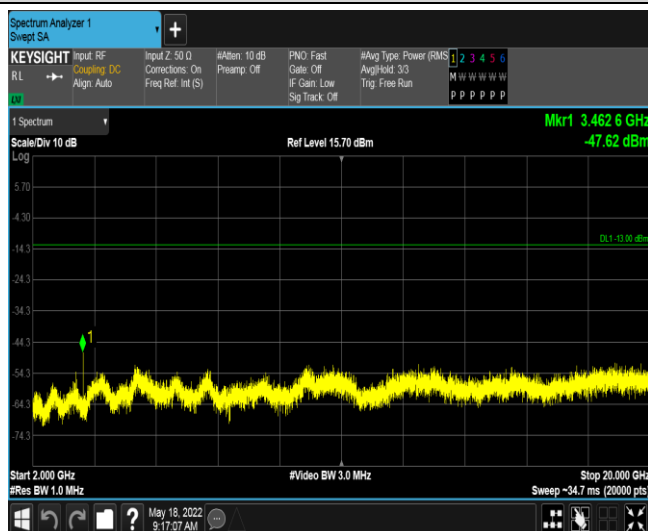 Spectrum Analyzer 1
Swept SA
+
KEYSIGHT Input: RF Input Z: 50 Ω #Atten: 10 dB PNO: Fast #Avg Type: Power (RMS 1 2 3 4 5 6
RL Coupling: DC Corrections: On Preamp: Off Gate: Off Avg|Hold: 3/3 M W W W W W
Align: Auto Freq Ref: Int (S) IF Gain: Low Trig: Free Run
Sig Track: Off P P P P P P
1 Spectrum Mkr1 3.462 6 GHz
Scale/Div 10 dB Ref Level 15.70 dBm -47.62 dBm
Log
5.70
-4.30
DL1 -13.00 dBm
-14.3
-24.3
-34.3
-44.3
1
-54.3
-64.3
-74.3
Start 2.000 GHz #Video BW 3.0 MHz Stop 20.000 GHz
#Res BW 1.0 MHz Sweep ~34.7 ms (20000 pts)
? May 18, 2022
9:17:07 AM